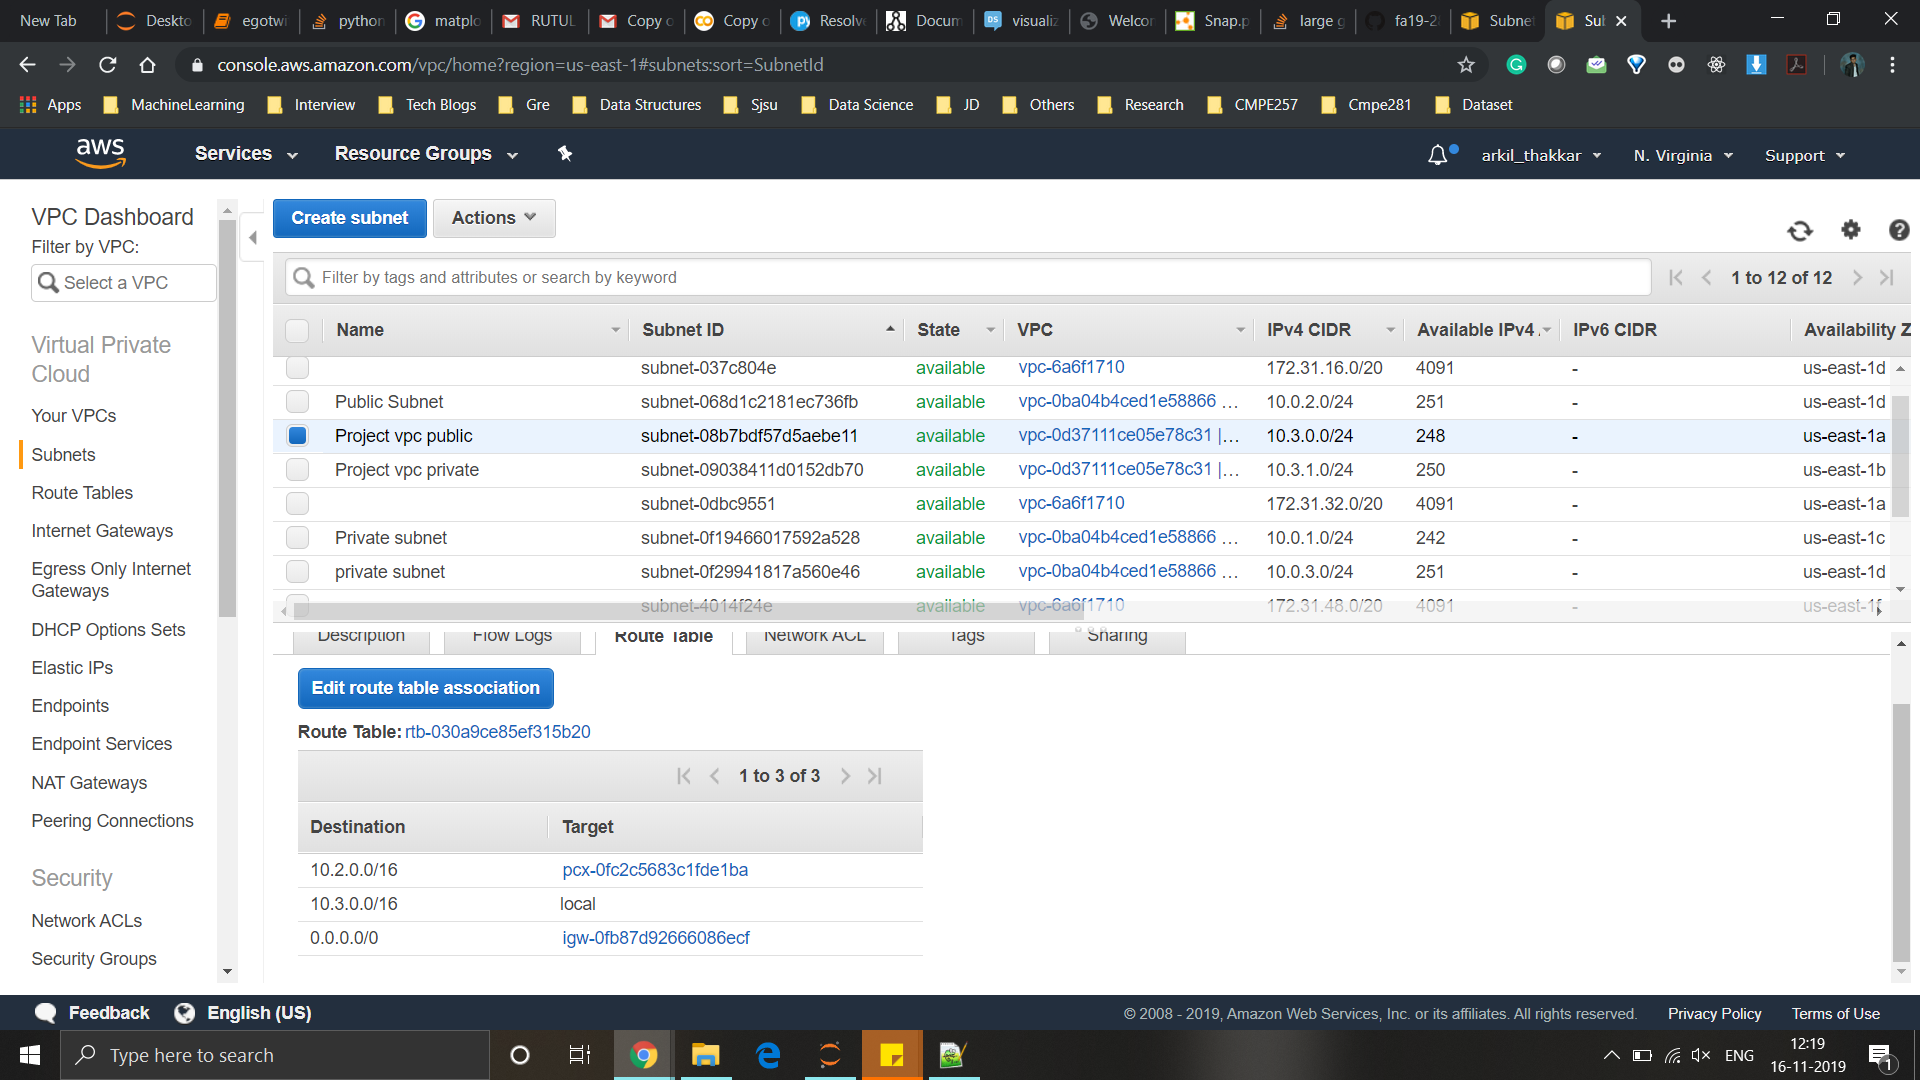 New Tab Deskto egotwi python matplo RUTUL Copy o Copy o Resolve Docum visualiz Welcor Snap.p large g fa19-2 Subnet Sub
console.aws.amazon.com/vpc/home?region=us-east-1#subnets:sort=SubnetId
Apps MachineLearning Interview Tech Blogs Gre Data Structures Sjsu Data Science JD Others Research CMPE257 Cmpe281 Dataset
aws Services Resource Groups arkil_thakkar N. Virginia Support
VPC Dashboard
Filter by VPC:
Select a VPC
Virtual Private
Cloud
Your VPCs
Subnets
Route Tables
Internet Gateways
Egress Only Internet
Gateways
DHCP Options Sets
Elastic IPs
Endpoints
Endpoint Services
NAT Gateways
Peering Connections
Security
Network ACLs
Security Groups
Create subnet Actions
Filter by tags and attributes or search by keyword 1 to 12 of 12
Name Subnet ID State VPC IPv4 CIDR Available IPv4 IPv6 CIDR Availability Z
subnet-037c804e available vpc-6a6f1710 172.31.16.0/20 4091 - us-east-1d
Public Subnet subnet-068d1c2181ec736fb available vpc-0ba04b4ced1e58866 ... 10.0.2.0/24 251 - us-east-1d
Project vpc public subnet-08b7bdf57d5aebe11 available vpc-0d37111ce05e78c31 |... 10.3.0.0/24 248 - us-east-1a
Project vpc private subnet-09038411d0152db70 available vpc-0d37111ce05e78c31 |... 10.3.1.0/24 250 - us-east-1b
subnet-0dbc9551 available vpc-6a6f1710 172.31.32.0/20 4091 - us-east-1a
Private subnet subnet-0f19466017592a528 available vpc-0ba04b4ced1e58866 ... 10.0.1.0/24 242 - us-east-1c
private subnet subnet-0f29941817a560e46 available vpc-0ba04b4ced1e58866 ... 10.0.3.0/24 251 - us-east-1d
subnet-4014f24e available vpc-6a6f1710 172.31.48.0/20 4091 - us-east-1f
Description Flow Logs Route Table Network ACL Tags Sharing
Edit route table association
Route Table: rtb-030a9ce85ef315b20
1 to 3 of 3
Destination Target
10.2.0.0/16 pcx-0fc2c5683c1fde1ba
10.3.0.0/16 local
0.0.0.0/0 igw-0fb87d92666086ecf
Feedback English (US) © 2008 - 2019, Amazon Web Services, Inc. or its affiliates. All rights reserved. Privacy Policy Terms of Use
Type here to search ENG 12:19
16-11-2019 1